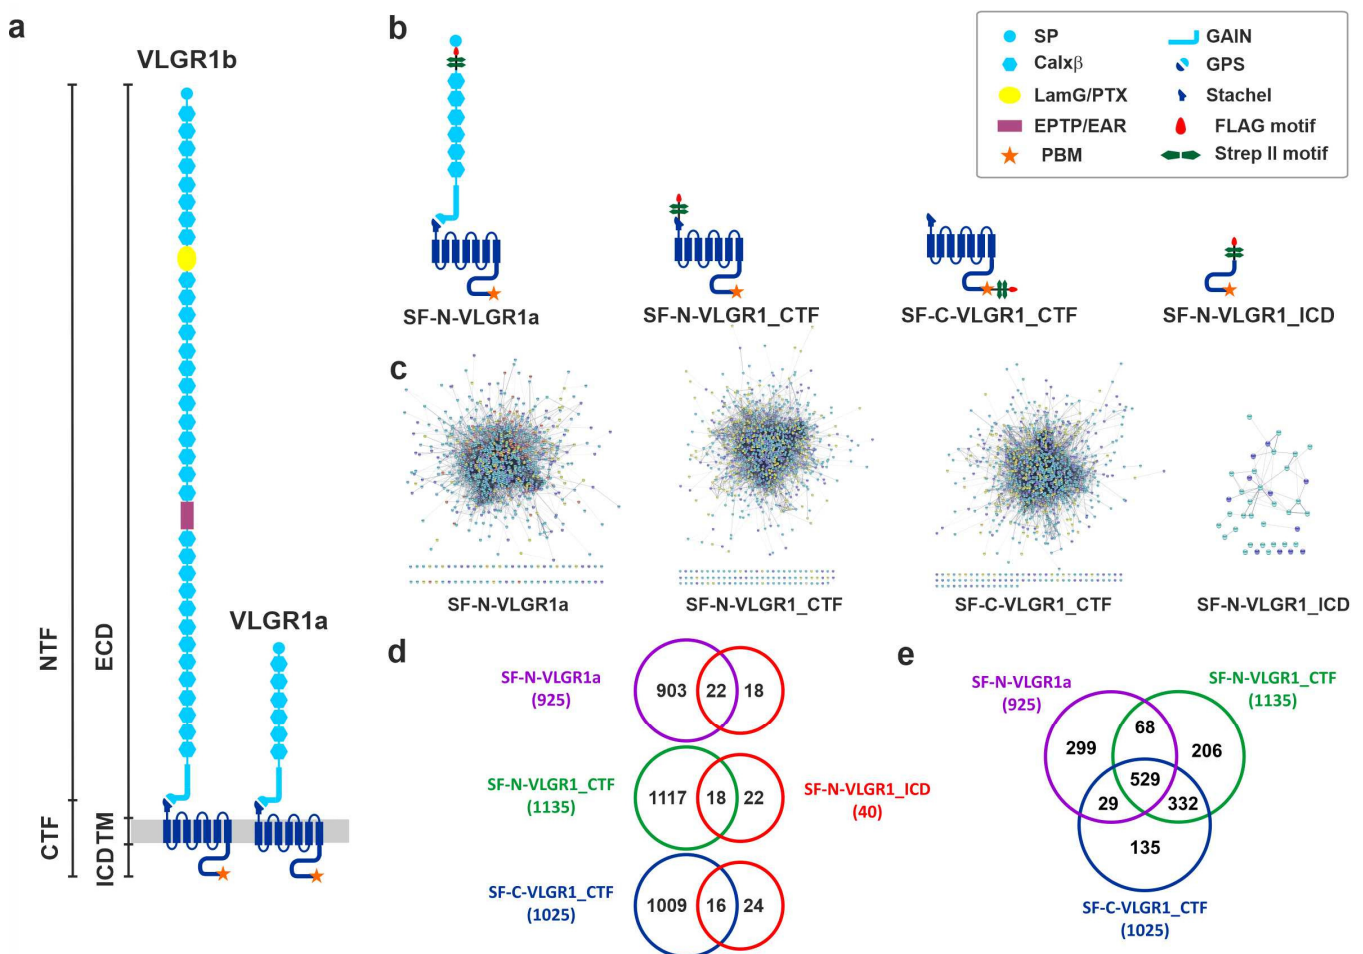 a
VLGR1b
NTF
ECD
VLGR1a
CTF
TM
ICD
b
SP
Calxβ
LamG/PTX
EPTP/EAR
PBM
GAIN
GPS
Stachel
FLAG motif
Strep II motif
SF-N-VLGR1a
SF-N-VLGR1_CTF
SF-C-VLGR1_CTF
SF-N-VLGR1_ICD
c
SF-N-VLGR1a
SF-N-VLGR1_CTF
SF-C-VLGR1_CTF
SF-N-VLGR1_ICD
d
SF-N-VLGR1a
(925)
903 22 18
SF-N-VLGR1_CTF
(1135)
1117 18 22
SF-N-VLGR1_ICD
(40)
SF-C-VLGR1_CTF
(1025)
1009 16 24
e
SF-N-VLGR1a
(925)
SF-N-VLGR1_CTF
(1135)
68
299
206
529
29
332
135
SF-C-VLGR1_CTF
(1025)